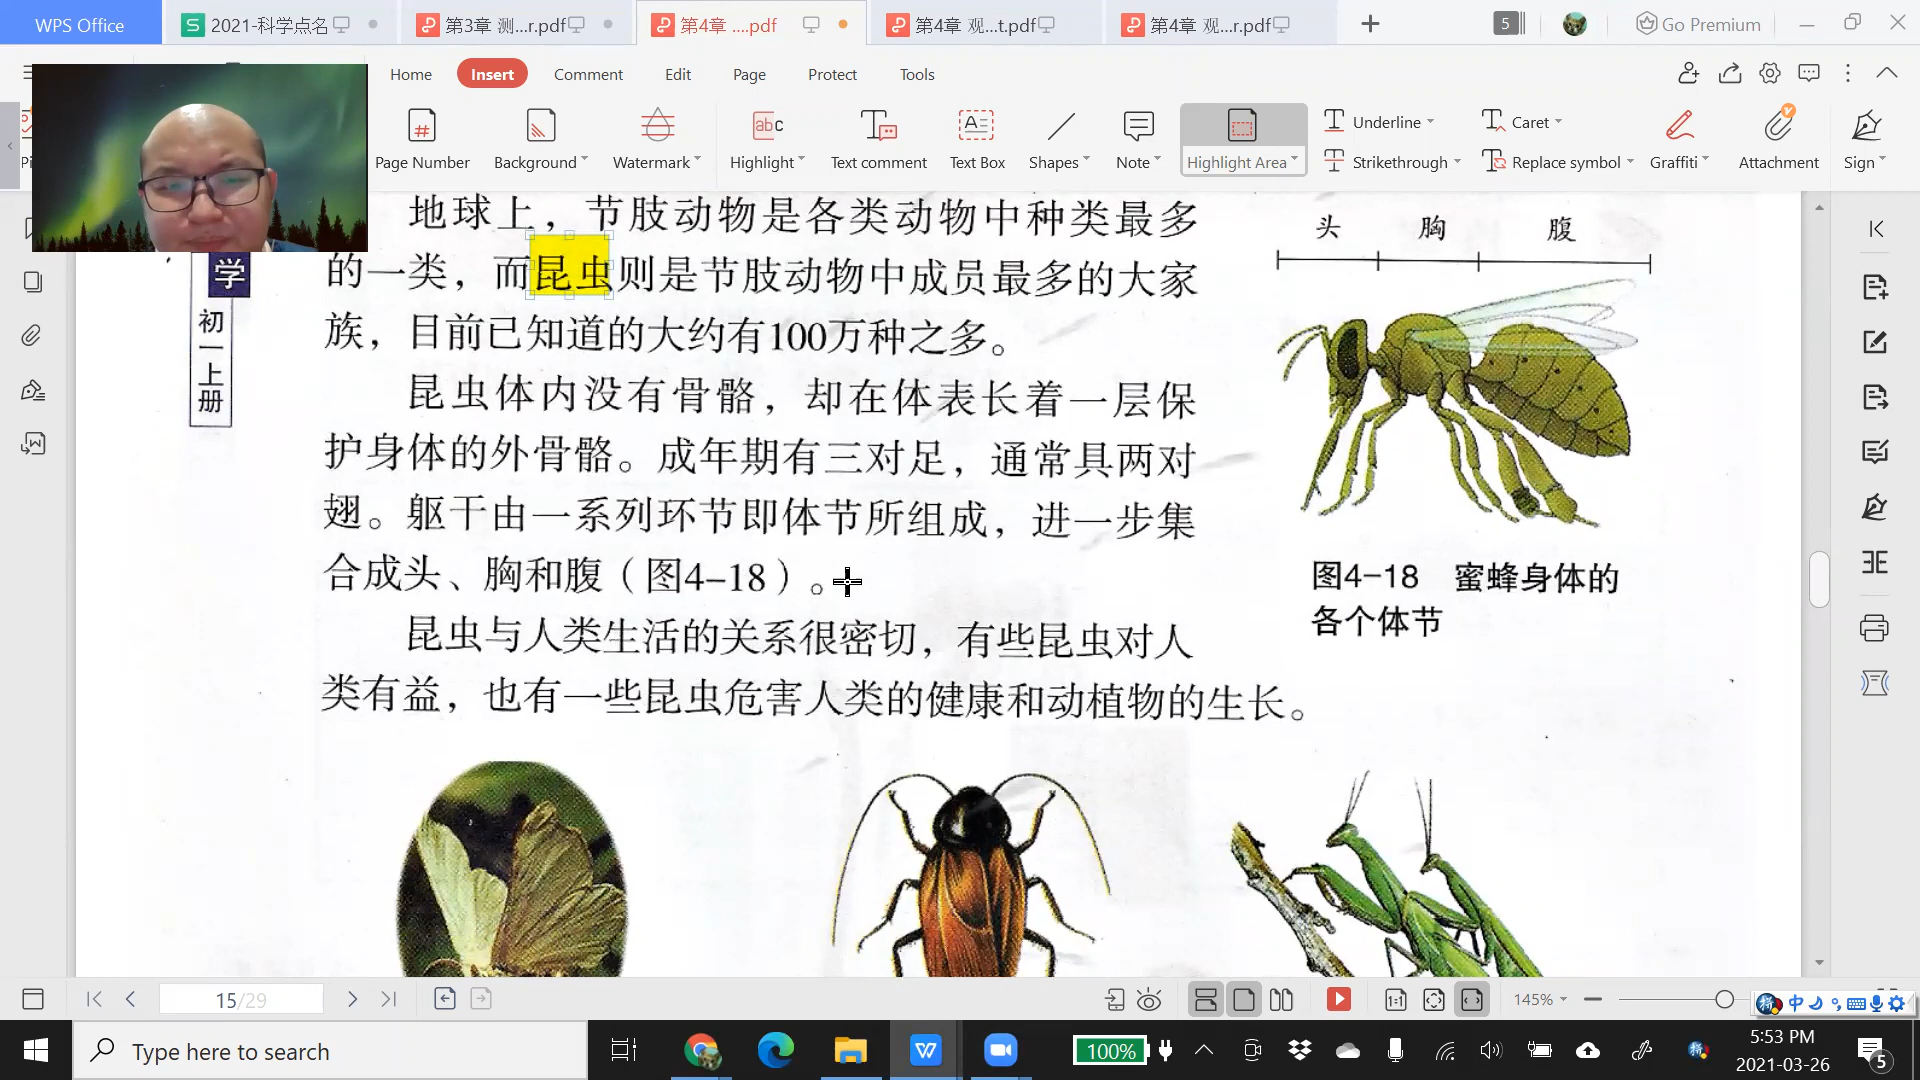 WPS Office
2021-科学点名
第3章 测...r.pdf
第4章 ....pdf
第4章 观...t.pdf
第4章 观...r.pdf
5
Go Premium
Home
Insert
Comment
Edit
Page
Protect
Tools
Page Number
Background
Watermark
Highlight
Text comment
Text Box
Shapes
Note
Highlight Area
Underline
Strikethrough
Caret
Replace symbol
Graffiti
Attachment
Sign
学
初一上册
地球上，节肢动物是各类动物中种类最多
的一类，而昆虫则是节肢动物中成员最多的大家
族，目前已知道的大约有100万种之多。
昆虫体内没有骨骼，却在体表长着一层保
护身体的外骨骼。成年期有三对足，通常具两对
翅。躯干由一系列环节即体节所组成，进一步集
合成头、胸和腹（图4-18）。
昆虫与人类生活的关系很密切，有些昆虫对人
类有益，也有一些昆虫危害人类的健康和动植物的生长。
头 胸 腹
图4-18 蜜蜂身体的
各个体节
15/29
1:1
145%
中
Type here to search
100%
5:53 PM
2021-03-26
5